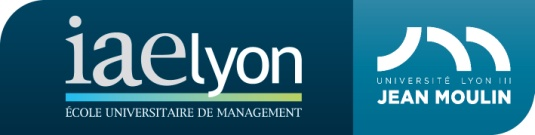 iaelyon
ÉCOLE UNIVERSITAIRE DE MANAGEMENT
UNIVERSITÉ LYON III
JEAN MOULIN